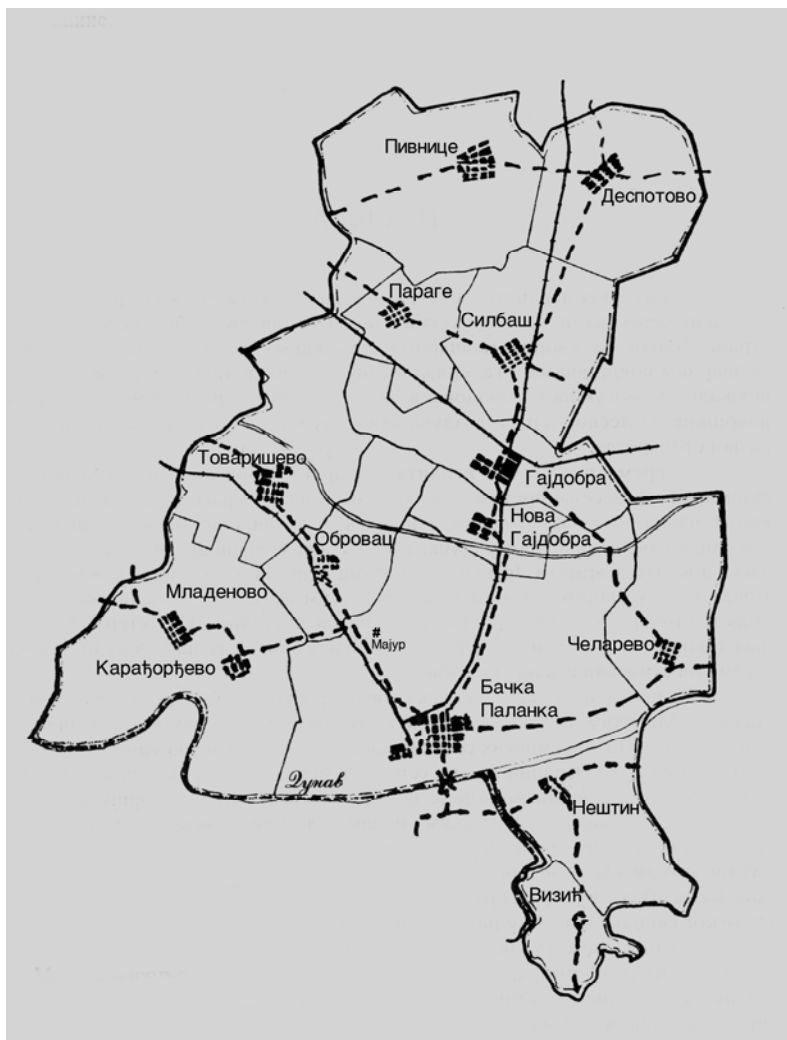 Пивнице
Деспотово
Параге
Силбаш
Товаришево
Гајдобра
Нова
Гајдобра
Обровац
Младеново
#
Мајур
Челарево
Карађорђево
Бачка
Паланка
Дунав
Нештин
Визић